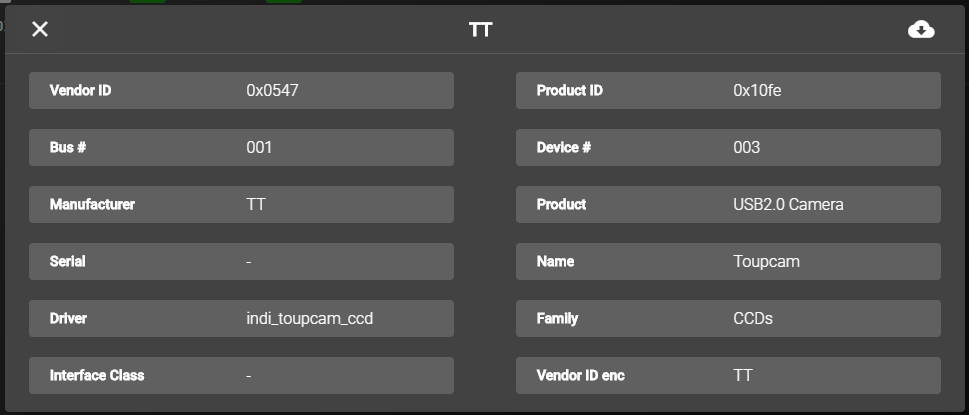 TT
Vendor ID 0x0547 Product ID 0x10fe
Bus # 001 Device # 003
Manufacturer TT Product USB2.0 Camera
Serial - Name Toupcam
Driver indi_toupcam_ccd Family CCDs
Interface Class - Vendor ID enc TT